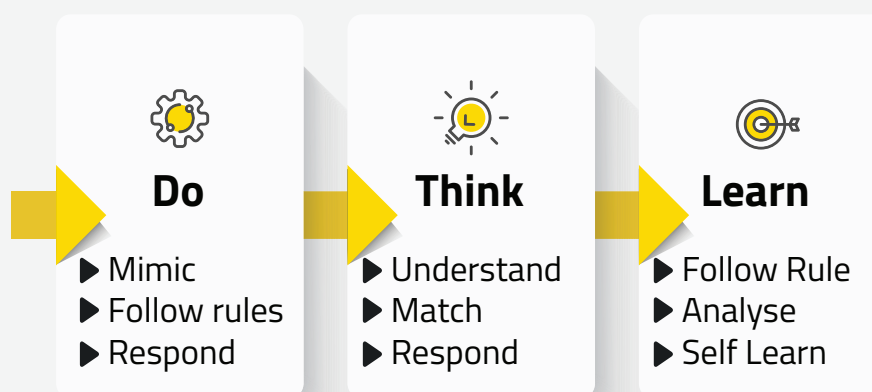 Do
Mimic
Follow rules
Respond
Think
Understand
Match
Respond
Learn
Follow Rule
Analyse
Self Learn